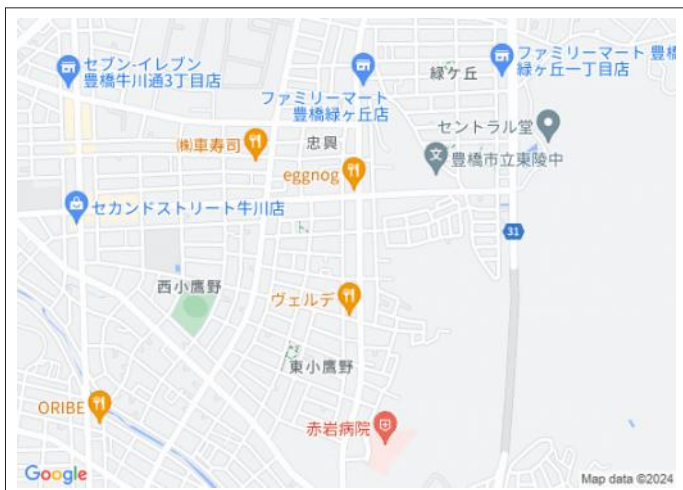 セブン-イレブン
豊橋牛川通3丁目店
ファミリーマート
豊橋緑ヶ丘店
緑ケ丘
ファミリーマート 豊橋
緑ヶ丘一丁目店
㈱車寿司
忠興
セントラル堂
豊橋市立東陵中
eggnog
セカンドストリート牛川店
31
西小鷹野
ヴェルデ
東小鷹野
ORIBE
赤岩病院
Google
Map data ©2024